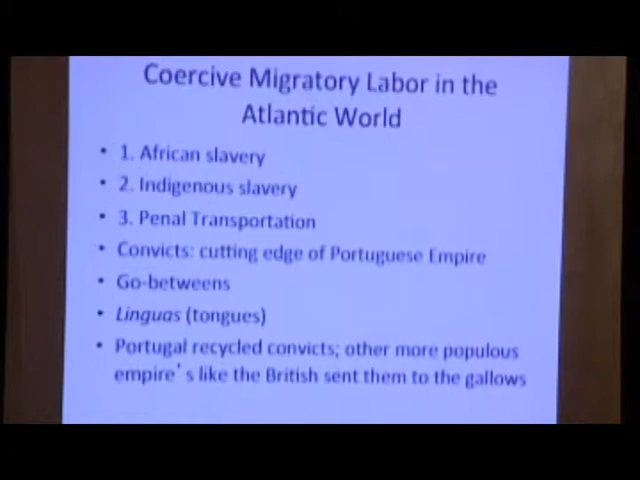 Coercive Migratory Labor in the
Atlantic World
• 1. African slavery
• 2. Indigenous slavery
• 3. Penal Transportation
• Convicts: cutting edge of Portuguese Empire
• Go-betweens
• Linguas (tongues)
• Portugal recycled convicts; other more populous
empire's like the British sent them to the gallows